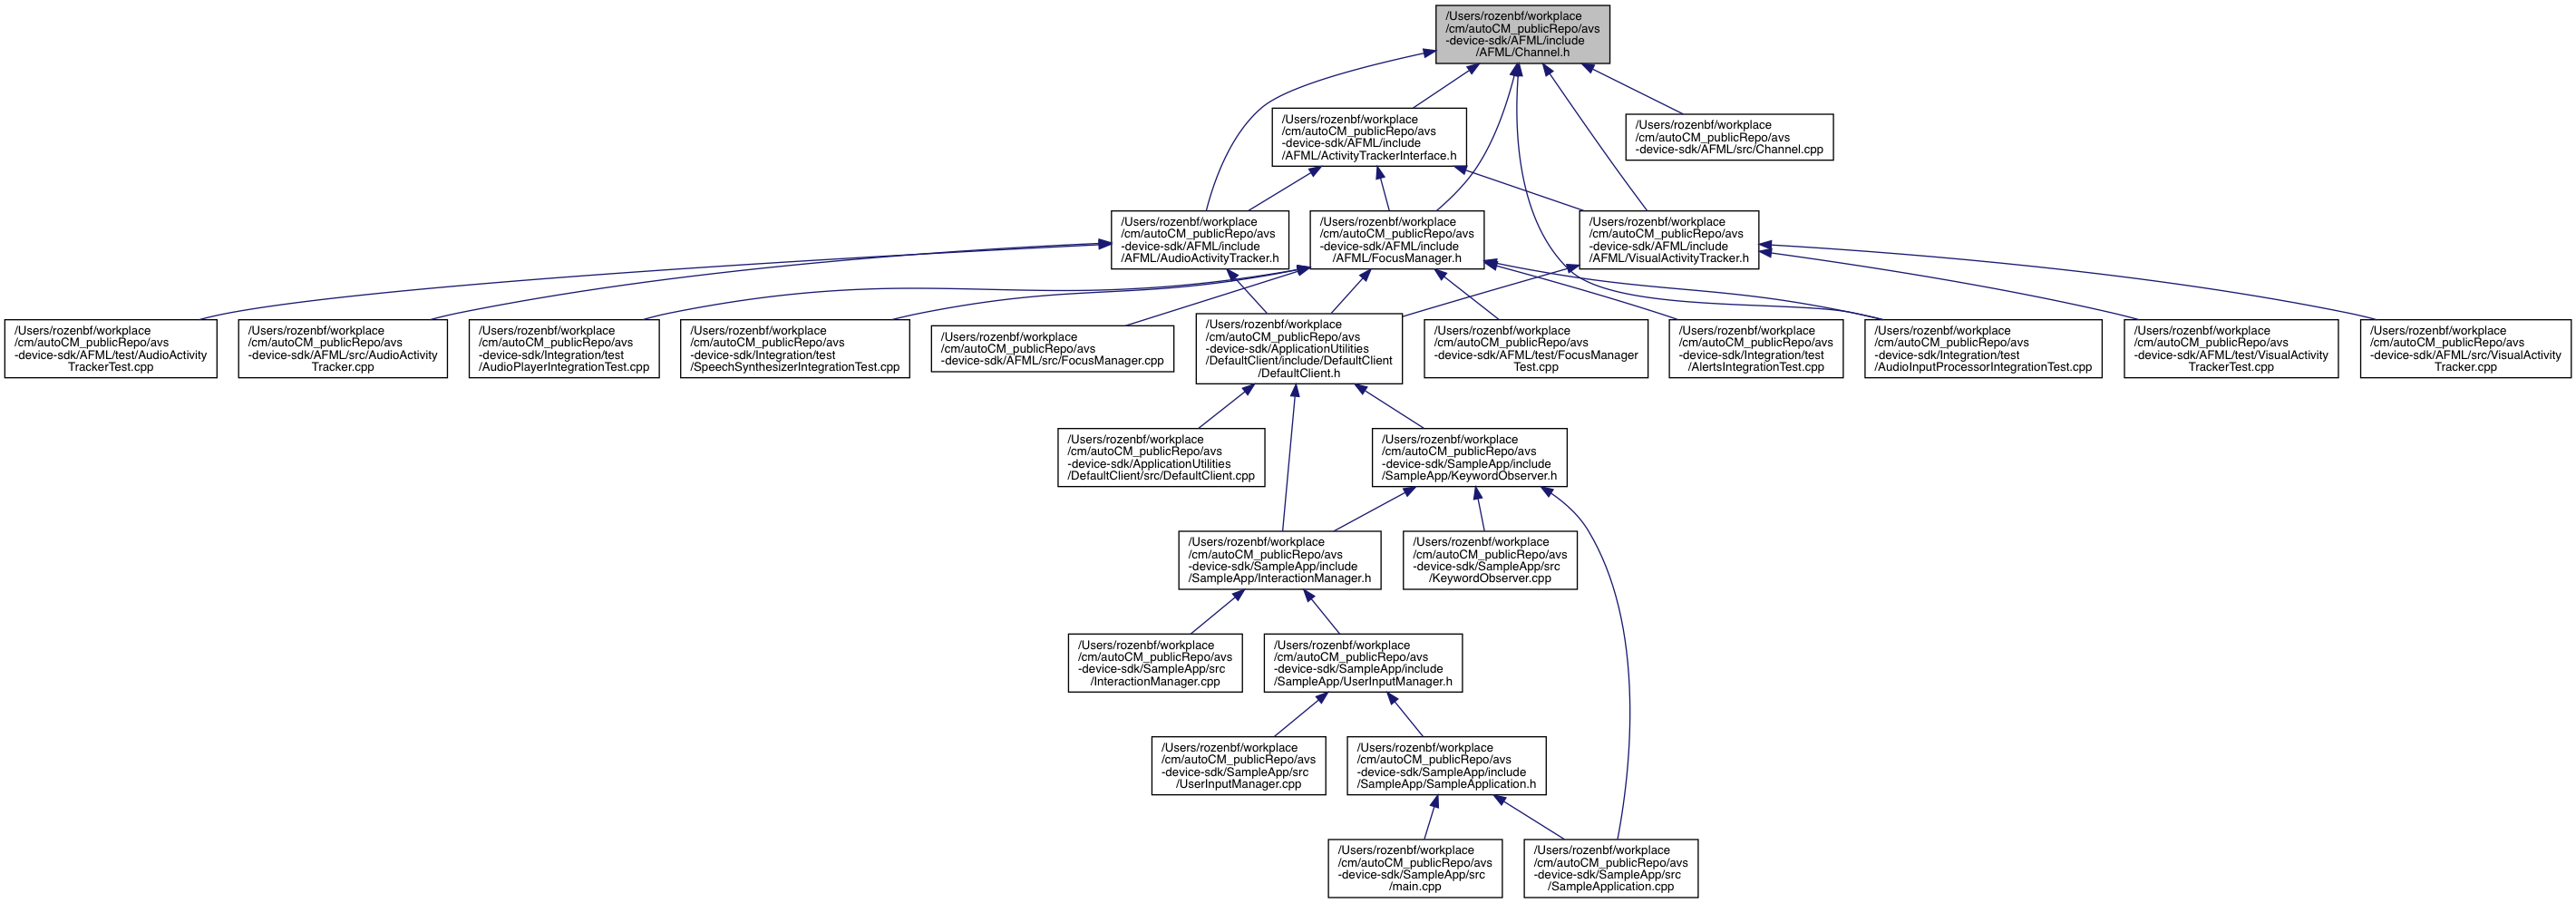 /Users/rozenbf/workplace
/cm/autoCM_publicRepo/avs
-device-sdk/AFML/include
/AFML/Channel.h
/Users/rozenbf/workplace
/cm/autoCM_publicRepo/avs
-device-sdk/AFML/include
/AFML/ActivityTrackerInterface.h
/Users/rozenbf/workplace
/cm/autoCM_publicRepo/avs
-device-sdk/AFML/src/Channel.cpp
/Users/rozenbf/workplace
/cm/autoCM_publicRepo/avs
-device-sdk/AFML/include
/AFML/AudioActivityTracker.h
/Users/rozenbf/workplace
/cm/autoCM_publicRepo/avs
-device-sdk/AFML/include
/AFML/FocusManager.h
/Users/rozenbf/workplace
/cm/autoCM_publicRepo/avs
-device-sdk/AFML/include
/AFML/VisualActivityTracker.h
/Users/rozenbf/workplace
/cm/autoCM_publicRepo/avs
-device-sdk/AFML/test/AudioActivity
TrackerTest.cpp
/Users/rozenbf/workplace
/cm/autoCM_publicRepo/avs
-device-sdk/AFML/src/AudioActivity
Tracker.cpp
/Users/rozenbf/workplace
/cm/autoCM_publicRepo/avs
-device-sdk/Integration/test
/AudioPlayerIntegrationTest.cpp
/Users/rozenbf/workplace
/cm/autoCM_publicRepo/avs
-device-sdk/Integration/test
/SpeechSynthesizerIntegrationTest.cpp
/Users/rozenbf/workplace
/cm/autoCM_publicRepo/avs
-device-sdk/AFML/src/FocusManager.cpp
/Users/rozenbf/workplace
/cm/autoCM_publicRepo/avs
-device-sdk/ApplicationUtilities
/DefaultClient/include/DefaultClient
/DefaultClient.h
/Users/rozenbf/workplace
/cm/autoCM_publicRepo/avs
-device-sdk/AFML/test/FocusManager
Test.cpp
/Users/rozenbf/workplace
/cm/autoCM_publicRepo/avs
-device-sdk/Integration/test
/AlertsIntegrationTest.cpp
/Users/rozenbf/workplace
/cm/autoCM_publicRepo/avs
-device-sdk/Integration/test
/AudioInputProcessorIntegrationTest.cpp
/Users/rozenbf/workplace
/cm/autoCM_publicRepo/avs
-device-sdk/AFML/test/VisualActivity
TrackerTest.cpp
/Users/rozenbf/workplace
/cm/autoCM_publicRepo/avs
-device-sdk/AFML/src/VisualActivity
Tracker.cpp
/Users/rozenbf/workplace
/cm/autoCM_publicRepo/avs
-device-sdk/ApplicationUtilities
/DefaultClient/src/DefaultClient.cpp
/Users/rozenbf/workplace
/cm/autoCM_publicRepo/avs
-device-sdk/SampleApp/include
/SampleApp/KeywordObserver.h
/Users/rozenbf/workplace
/cm/autoCM_publicRepo/avs
-device-sdk/SampleApp/include
/SampleApp/InteractionManager.h
/Users/rozenbf/workplace
/cm/autoCM_publicRepo/avs
-device-sdk/SampleApp/src
/KeywordObserver.cpp
/Users/rozenbf/workplace
/cm/autoCM_publicRepo/avs
-device-sdk/SampleApp/src
/InteractionManager.cpp
/Users/rozenbf/workplace
/cm/autoCM_publicRepo/avs
-device-sdk/SampleApp/include
/SampleApp/UserInputManager.h
/Users/rozenbf/workplace
/cm/autoCM_publicRepo/avs
-device-sdk/SampleApp/src
/UserInputManager.cpp
/Users/rozenbf/workplace
/cm/autoCM_publicRepo/avs
-device-sdk/SampleApp/include
/SampleApp/SampleApplication.h
/Users/rozenbf/workplace
/cm/autoCM_publicRepo/avs
-device-sdk/SampleApp/src
/main.cpp
/Users/rozenbf/workplace
/cm/autoCM_publicRepo/avs
-device-sdk/SampleApp/src
/SampleApplication.cpp